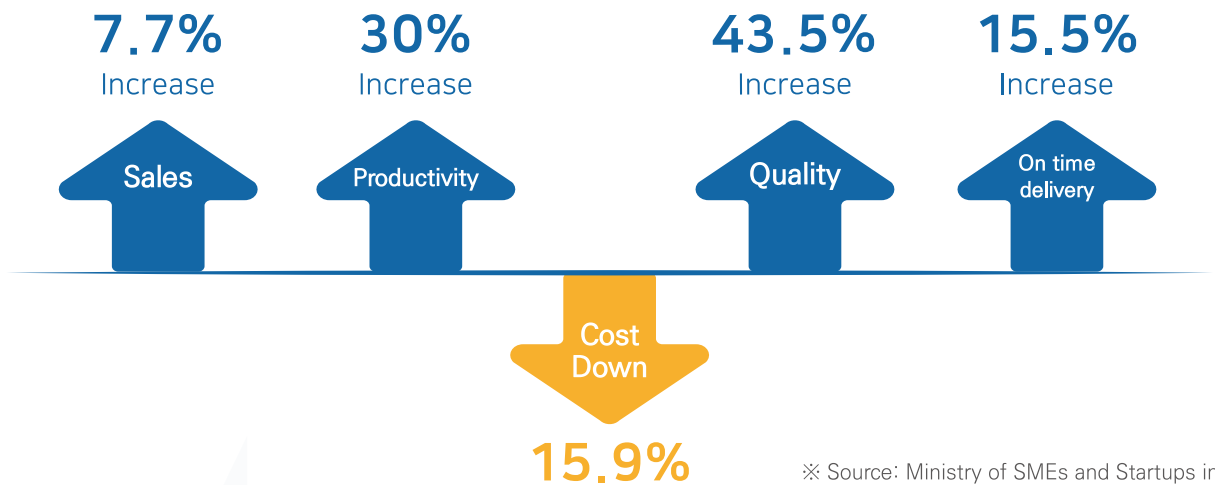 7.7%
Increase
Sales
30%
Increase
Productivity
43.5%
Increase
Quality
15.5%
Increase
On time
delivery
Cost
Down
15.9%
※ Source: Ministry of SMEs and Startups in